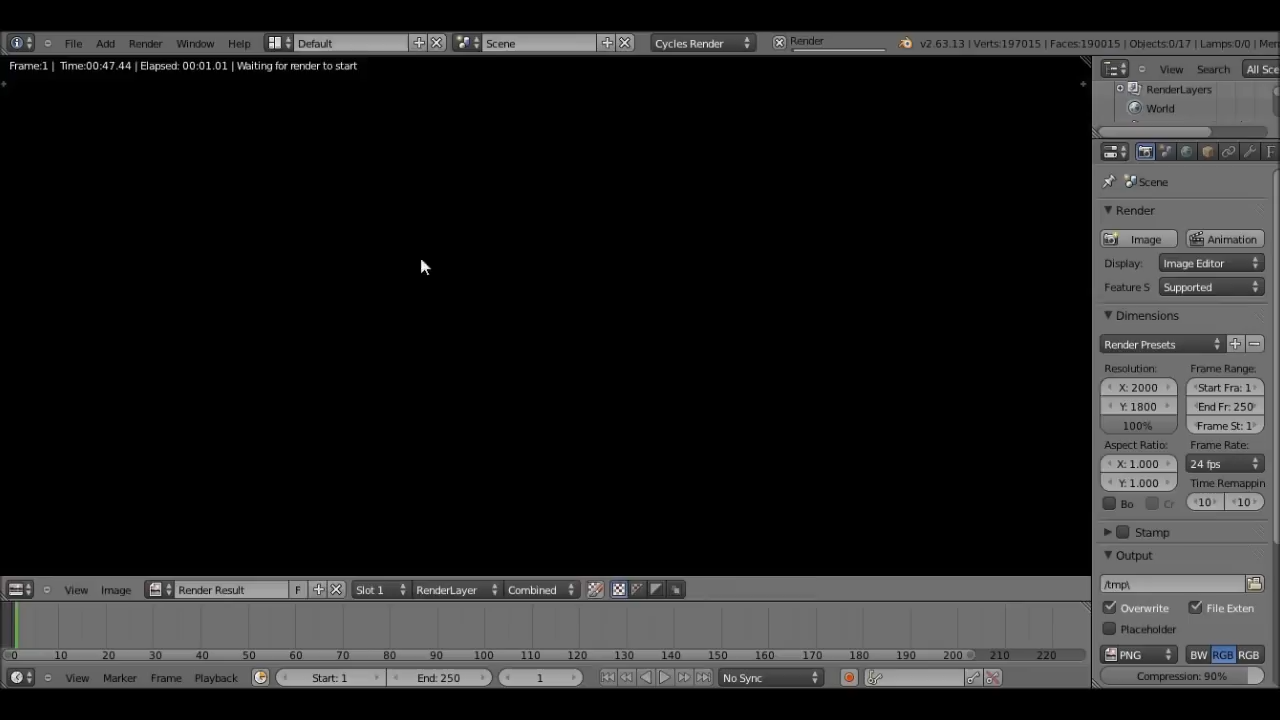 File Add Render Window Help Default Scene Cycles Render Render v2.63.13 | Verts:197015 | Faces:190015 | Objects:0/17 | Lamps:0/0 |
Frame:1 | Time:00:47.44 | Elapsed: 00:01.01 | Waiting for render to start
View Search All Sce
RenderLayers
World
Scene
Render
Image Animation
Display: Image Editor
Feature S Supported
Dimensions
Render Presets
Resolution: Frame Range:
X: 2000 Start Fra: 1
Y: 1800 End Fr: 250
100% Frame St: 1
Aspect Ratio: Frame Rate:
X: 1.000 24 fps
Y: 1.000 Time Remappin
Bo Cr 10 10
Stamp
Output
/tmp\
Overwrite File Exten
Placeholder
PNG BW RGB RGB
Compression: 90%
View Image Render Result F Slot 1 RenderLayer Combined
0 10 20 30 40 50 60 70 80 90 100 110 120 130 140 150 160 170 180 190 200 210 220
View Marker Frame Playback Start: 1 End: 250 1 No Sync